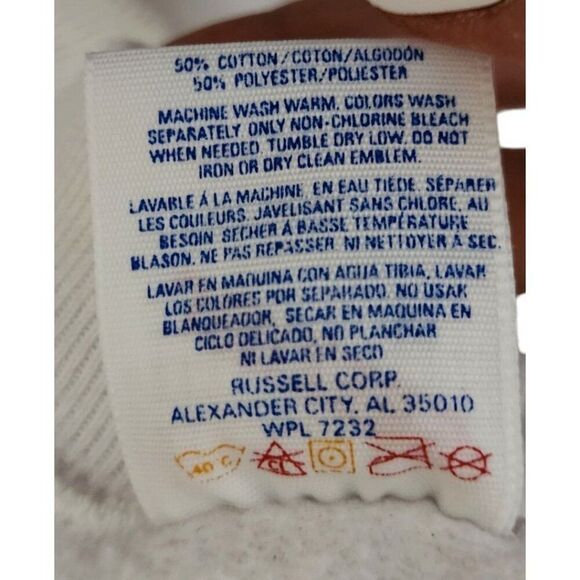 50% COTTON/COTON/ALGODÓN
50% POLYESTER/POLIESTER
MACHINE WASH WARM. COLORS WASH
SEPARATELY. ONLY NON-CHLORINE BLEACH
WHEN NEEDED. TUMBLE DRY LOW. DO NOT
IRON OR DRY CLEAN EMBLEM.
LAVABLE Á LA MACHINE, EN EAU TIÉDE. SÉPARER
LES COULEURS. JAVELISANT SANS CHLORE, AU
BESOIN. SÉCHER Á BASSE TEMPÉRATURE
BLASON. NE PAS REPASSER NI NETTOYER Á SEC.
LAVAR EN MAQUINA CON AGUA TIBIA, LAVAR
LOS COLORES POR SEPARADO. NO USAR
BLANQUEADOR, SECAR EN MAQUINA EN
CICLO DELICADO, NO PLANCHAR
NI LAVAR EN SECO
RUSSELL CORP.
ALEXANDER CITY, AL 35010
WPL 7232
40 C CL